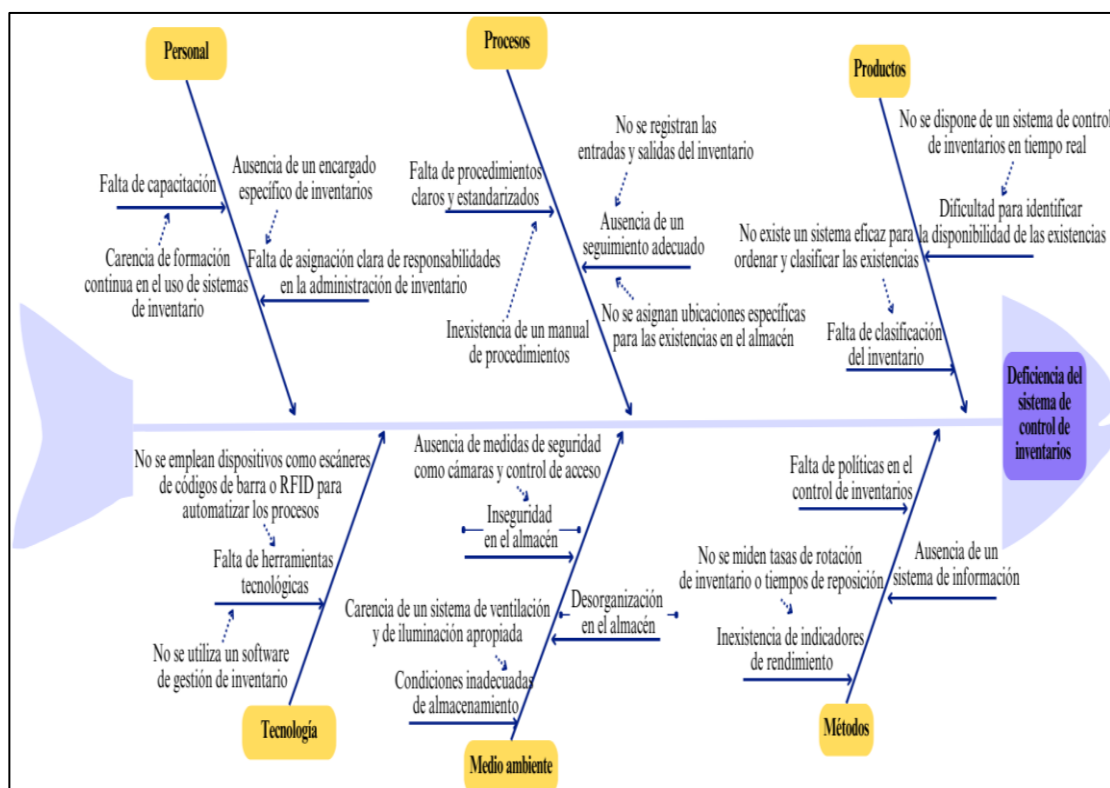 Personal
Procesos
Productos
Falta de capacitación
Carencia de formación
continua en el uso de sistemas
de inventario
Ausencia de un encargado
específico de inventarios
Falta de asignación clara de responsabilidades
en la administración de inventario
Falta de procedimientos
claros y estandarizados
Inexistencia de un manual
de procedimientos
No se registran las
entradas y salidas del inventario
Ausencia de un
seguimiento adecuado
No se asignan ubicaciones específicas
para las existencias en el almacén
No se dispone de un sistema de control
de inventarios en tiempo real
Dificultad para identificar
la disponibilidad de las existencias
No existe un sistema eficaz para
ordenar y clasificar las existencias
Falta de clasificación
del inventario
Deficiencia del
sistema de
control de
inventarios
No se emplean dispositivos como escáneres
de códigos de barra o RFID para
automatizar los procesos
Falta de herramientas
tecnológicas
No se utiliza un software
de gestión de inventario
Tecnología
Ausencia de medidas de seguridad
como cámaras y control de acceso
Inseguridad
en el almacén
Carencia de un sistema de ventilación
y de iluminación apropiada
Desorganización
en el almacén
Condiciones inadecuadas
de almacenamiento
Medio ambiente
Falta de políticas en el
control de inventarios
No se miden tasas de rotación
de inventario o tiempos de reposición
Ausencia de un
sistema de información
Inexistencia de indicadores
de rendimiento
Métodos